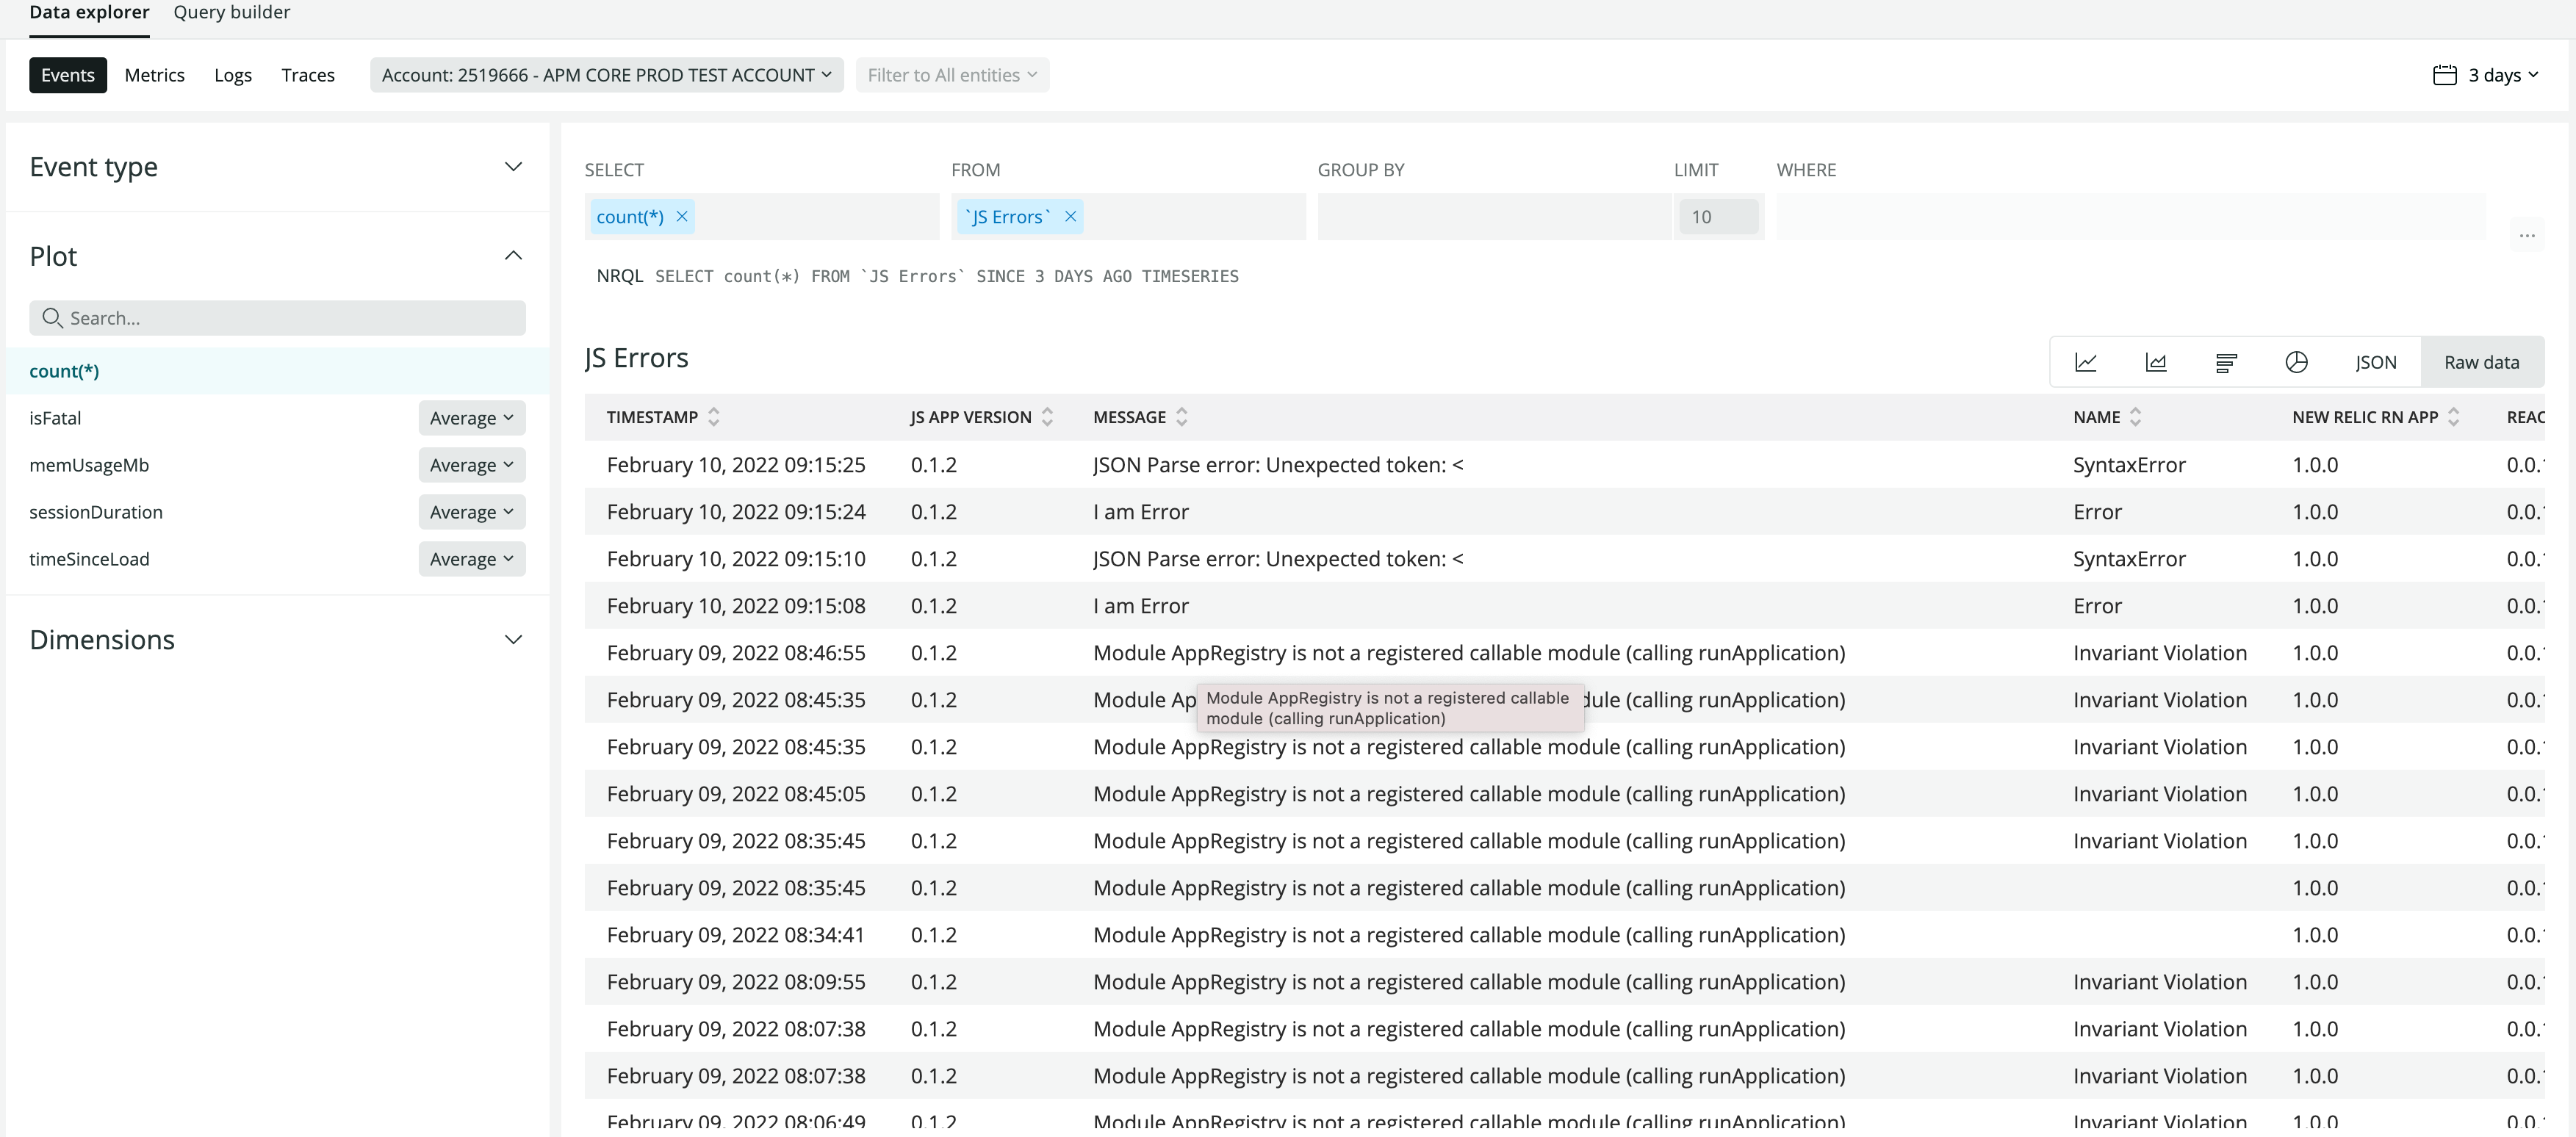 Data explorer Query builder
Events Metrics Logs Traces Account: 2519666 - APM CORE PROD TEST ACCOUNT Filter to All entities 3 days
Event type
Plot
Search...
count(*)
isFatal Average
memUsageMb Average
sessionDuration Average
timeSinceLoad Average
Dimensions
SELECT FROM GROUP BY LIMIT WHERE
count(*) × `JS Errors` × 10 ...
NRQL SELECT count(*) FROM `JS Errors` SINCE 3 DAYS AGO TIMESERIES
JS Errors JSON Raw data
TIMESTAMP JS APP VERSION MESSAGE NAME NEW RELIC RN APP REAC
February 10, 2022 09:15:25 0.1.2 JSON Parse error: Unexpected token: < SyntaxError 1.0.0 0.0.
February 10, 2022 09:15:24 0.1.2 I am Error Error 1.0.0 0.0.
February 10, 2022 09:15:10 0.1.2 JSON Parse error: Unexpected token: < SyntaxError 1.0.0 0.0.
February 10, 2022 09:15:08 0.1.2 I am Error Error 1.0.0 0.0.
February 09, 2022 08:46:55 0.1.2 Module AppRegistry is not a registered callable module (calling runApplication) Invariant Violation 1.0.0 0.0.
February 09, 2022 08:45:35 0.1.2 Module Ap dule (calling runApplication) Invariant Violation 1.0.0 0.0.
Module AppRegistry is not a registered callable
module (calling runApplication)
February 09, 2022 08:45:35 0.1.2 Module AppRegistry is not a registered callable module (calling runApplication) Invariant Violation 1.0.0 0.0.
February 09, 2022 08:45:05 0.1.2 Module AppRegistry is not a registered callable module (calling runApplication) Invariant Violation 1.0.0 0.0.
February 09, 2022 08:35:45 0.1.2 Module AppRegistry is not a registered callable module (calling runApplication) Invariant Violation 1.0.0 0.0.
February 09, 2022 08:35:45 0.1.2 Module AppRegistry is not a registered callable module (calling runApplication) 1.0.0 0.0.
February 09, 2022 08:34:41 0.1.2 Module AppRegistry is not a registered callable module (calling runApplication) 1.0.0 0.0.
February 09, 2022 08:09:55 0.1.2 Module AppRegistry is not a registered callable module (calling runApplication) Invariant Violation 1.0.0 0.0.
February 09, 2022 08:07:38 0.1.2 Module AppRegistry is not a registered callable module (calling runApplication) Invariant Violation 1.0.0 0.0.
February 09, 2022 08:07:38 0.1.2 Module AppRegistry is not a registered callable module (calling runApplication) Invariant Violation 1.0.0 0.0.
February 09, 2022 08:06:49 0.1.2 Module AppRegistry is not a registered callable module (calling runApplication) Invariant Violation 1.0.0 0.0.